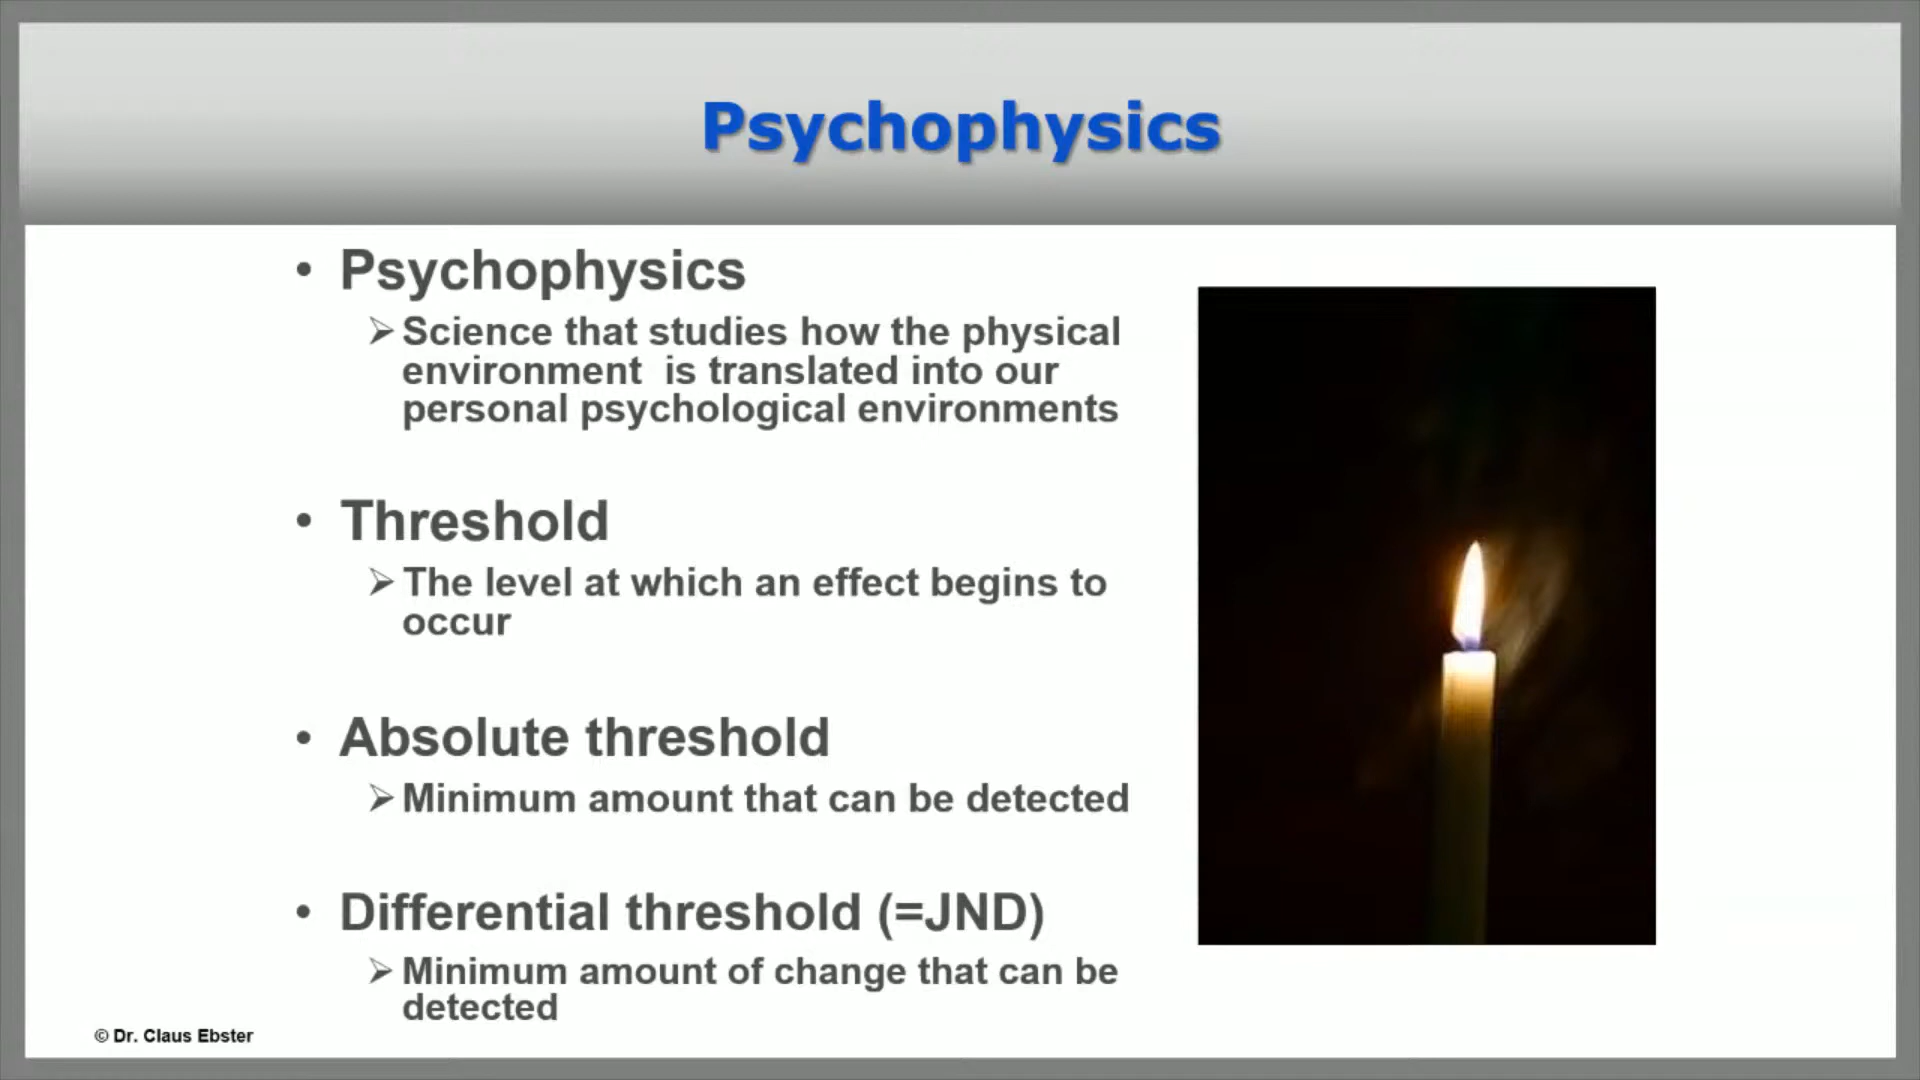 Psychophysics
• Psychophysics
➢ Science that studies how the physical
environment  is translated into our
personal psychological environments
• Threshold
➢ The level at which an effect begins to
occur
• Absolute threshold
➢ Minimum amount that can be detected
• Differential threshold (=JND)
➢ Minimum amount of change that can be
detected
© Dr. Claus Ebster